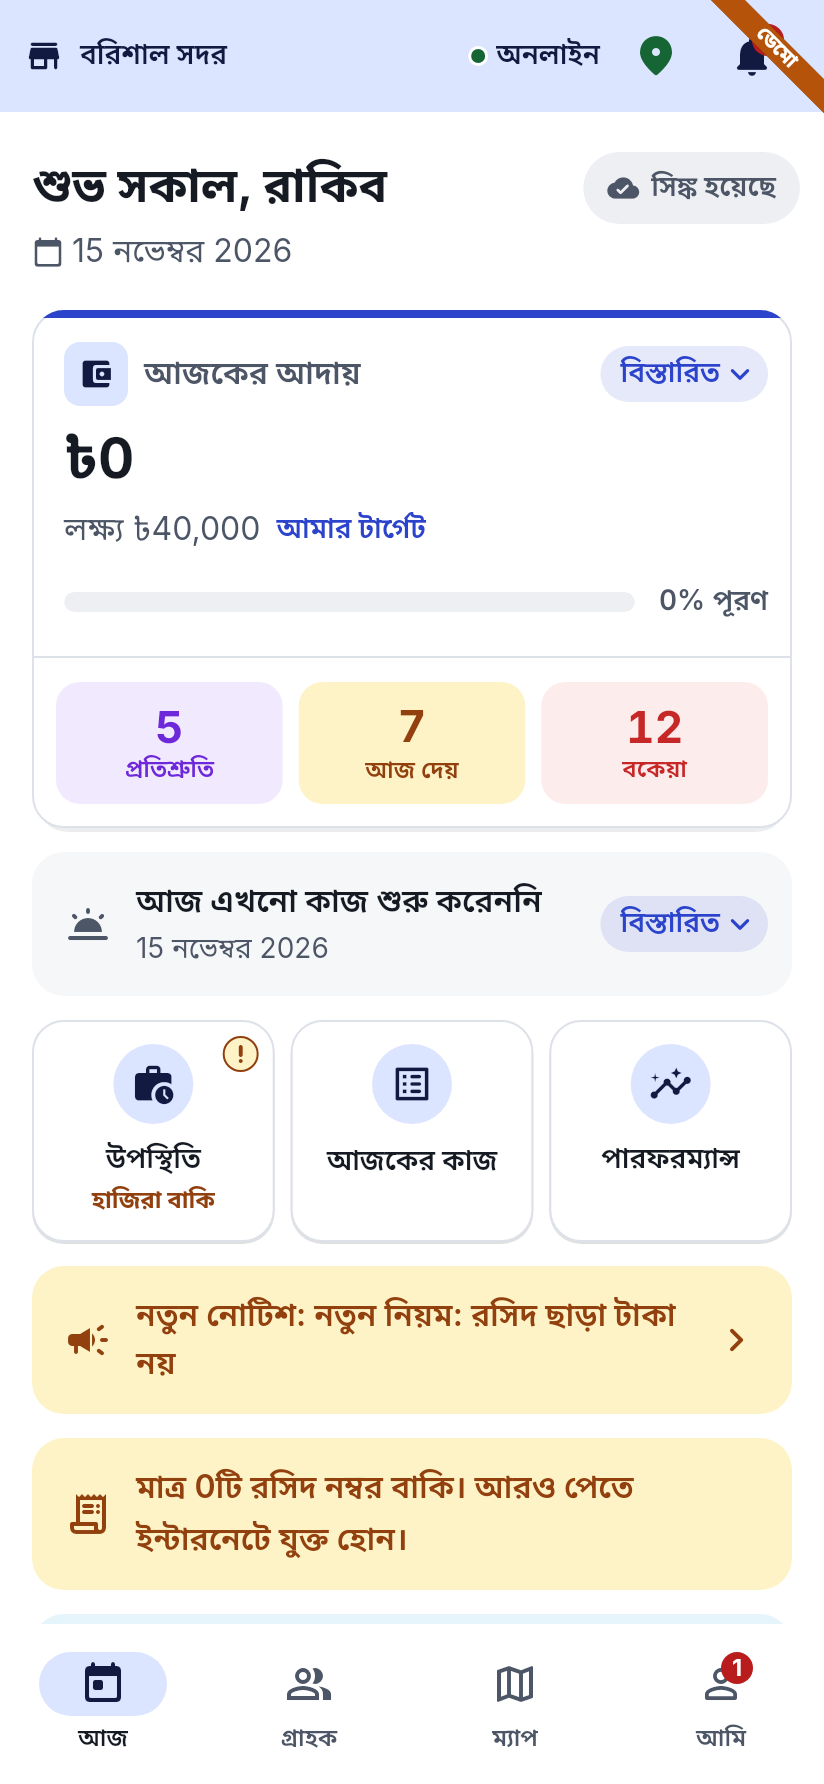 বরিশাল সদর
অনলাইন
ডেমো
শুভ সকাল, রাকিব
সিঙ্ক হয়েছে
15 নভেম্বর 2026
আজকের আদায়
বিস্তারিত
৳0
লক্ষ্য ৳40,000 আমার টার্গেট
0% পূরণ
5
প্রতিশ্রুতি
7
আজ দেয়
12
বকেয়া
আজ এখনো কাজ শুরু করেননি
15 নভেম্বর 2026
বিস্তারিত
উপস্থিতি
হাজিরা বাকি
আজকের কাজ
পারফরম্যান্স
নতুন নোটিশ: নতুন নিয়ম: রসিদ ছাড়া টাকা
নয়
মাত্র 0টি রসিদ নম্বর বাকি। আরও পেতে
ইন্টারনেটে যুক্ত হোন।
আজ
গ্রাহক
ম্যাপ
1
আমি